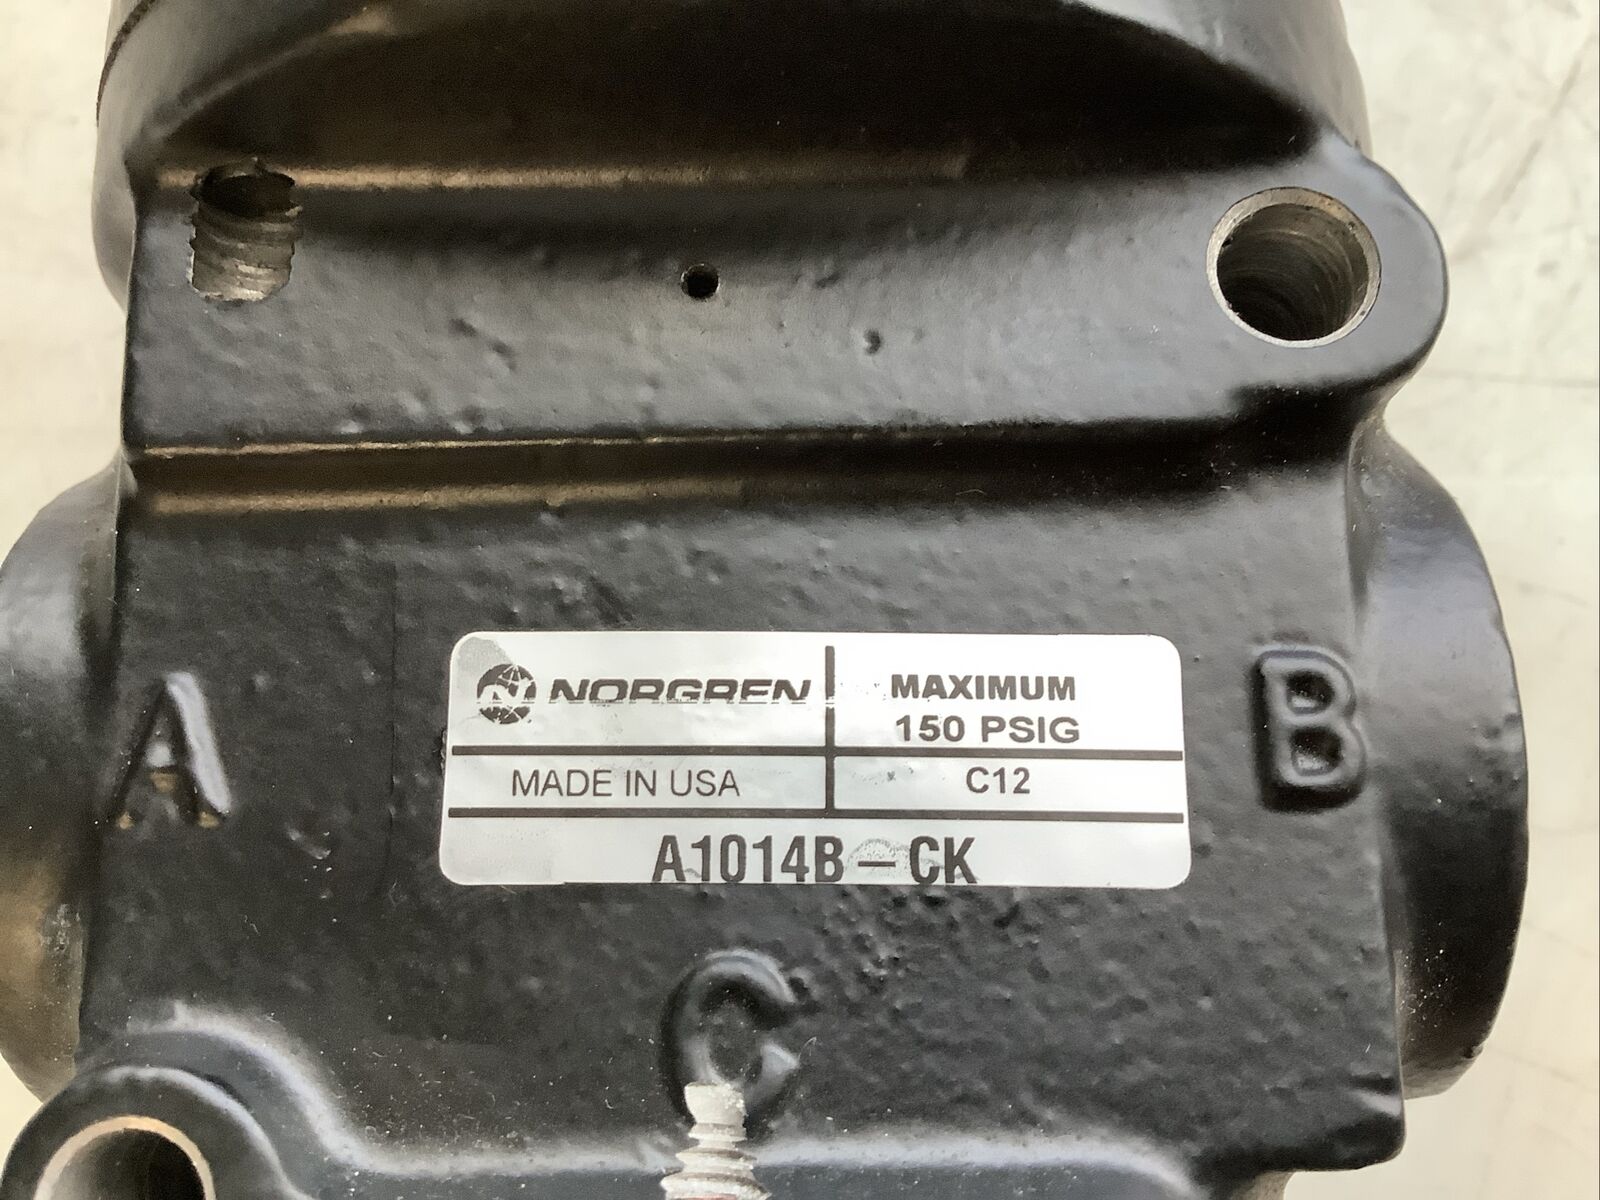 NORGREN
MAXIMUM
150 PSIG
MADE IN USA
C12
A1014B-CK
A
B
C